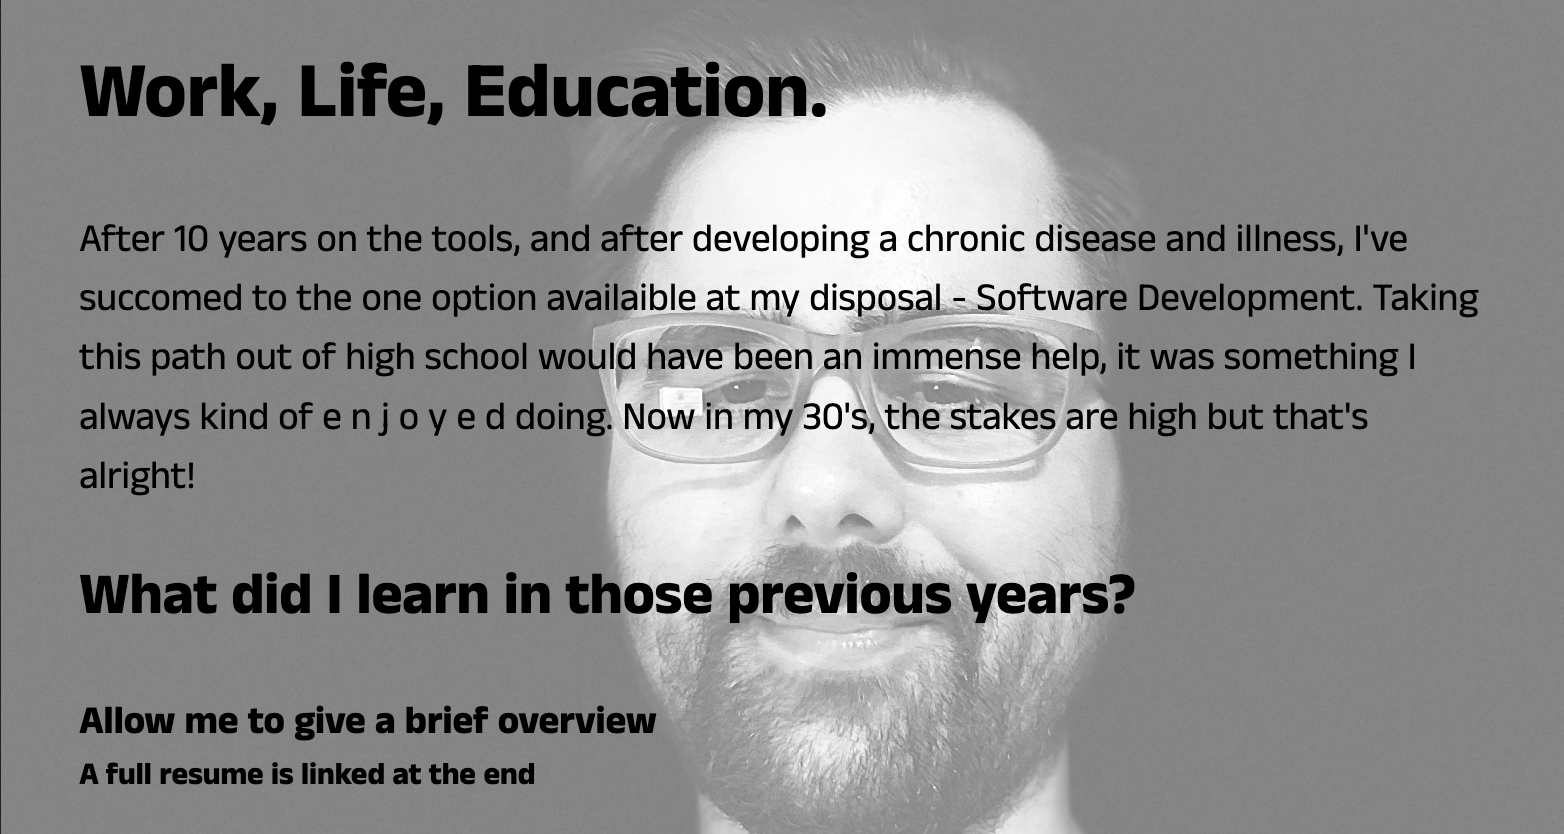 Work, Life, Education.
After 10 years on the tools, and after developing a chronic disease and illness, I've
succomed to the one option availaible at my disposal - Software Development. Taking
this path out of high school would have been an immense help, it was something I
always kind of e n j o y e d doing. Now in my 30's, the stakes are high but that's
alright!
What did I learn in those previous years?
Allow me to give a brief overview
A full resume is linked at the end